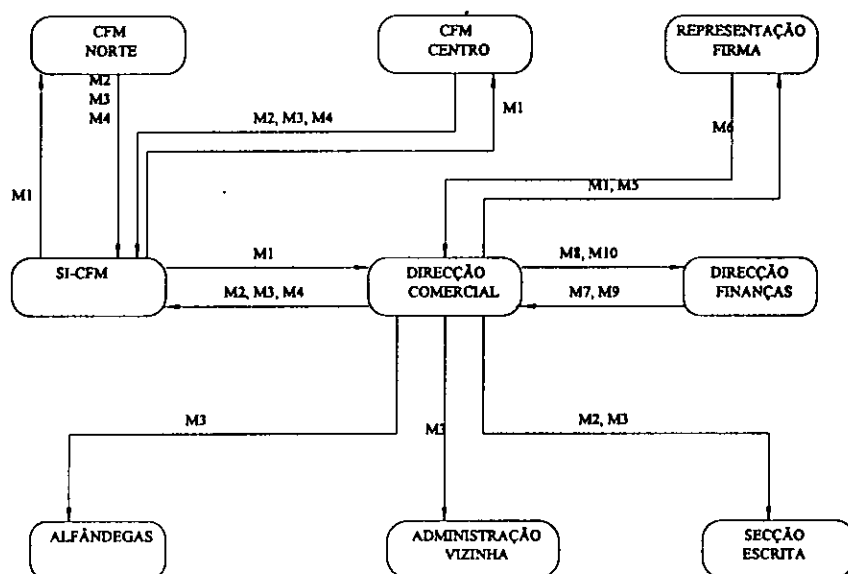 CFM
NORTE
CFM
CENTRO
REPRESENTAÇÃO
FIRMA
M2
M3
M4
M2, M3, M4
M1
M6
M1
M1, M5
SI-CFM
M1
DIRECÇÃO
COMERCIAL
M8, M10
DIRECÇÃO
FINANÇAS
M2, M3, M4
M7, M9
M3
M3
M2, M3
ALFÂNDEGAS
ADMINISTRAÇÃO
VIZINHA
SECÇÃO
ESCRITA